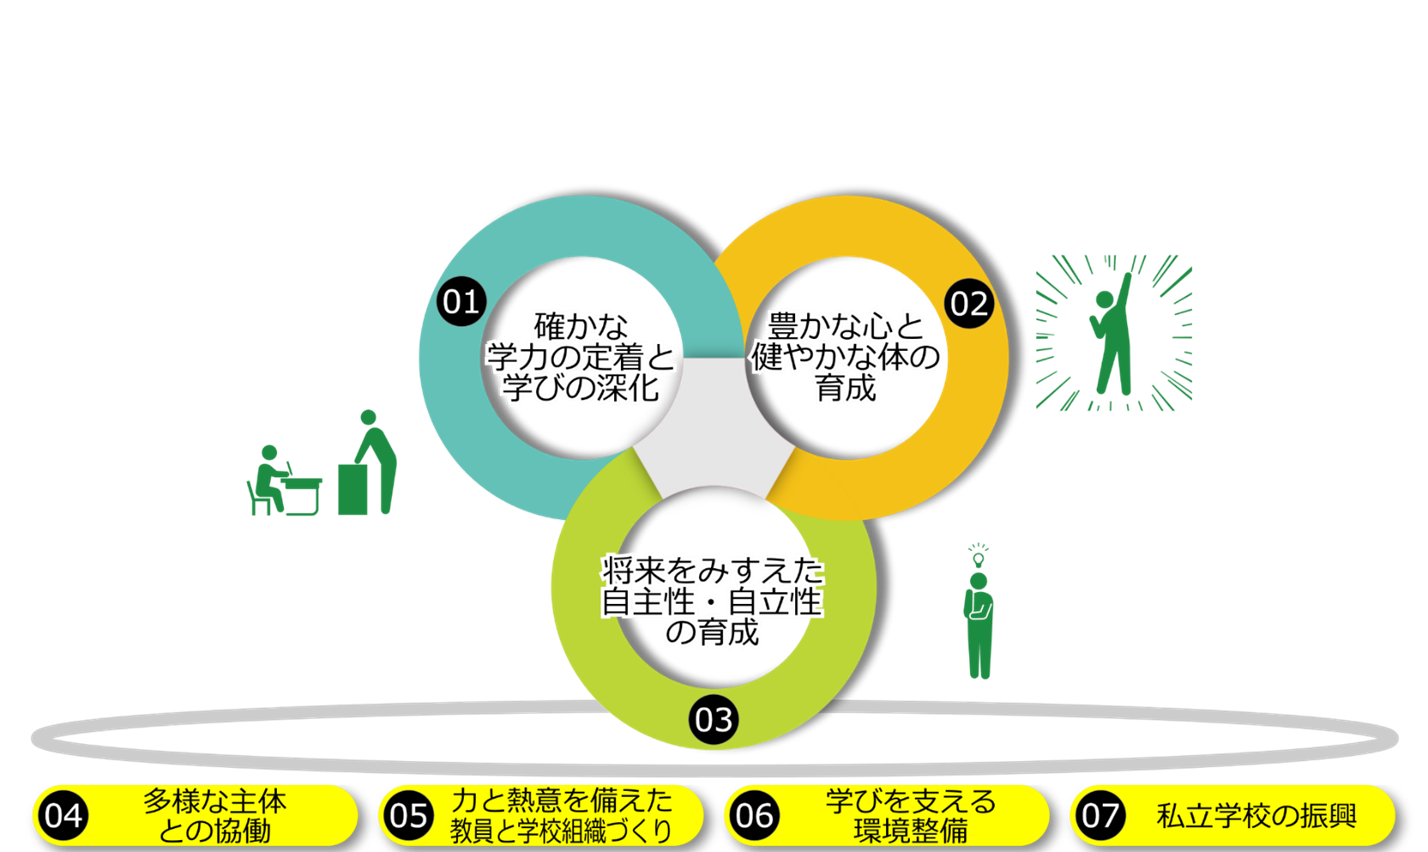 01
確かな
学力の定着と
学びの深化
02
豊かな心と
健やかな体の
育成
将来をみすえた
自主性・自立性
の育成
03
04
多様な主体
との協働
05
力と熱意を備えた
教員と学校組織づくり
06
学びを支える
環境整備
07
私立学校の振興